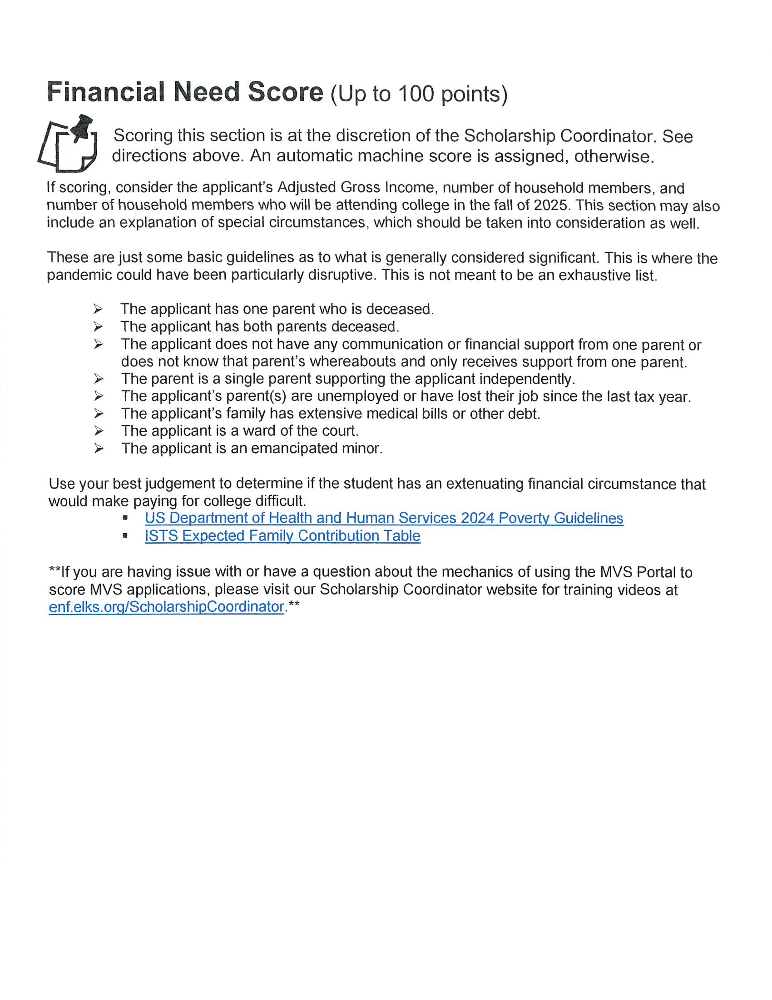 Financial Need Score (Up to 100 points)
Scoring this section is at the discretion of the Scholarship Coordinator. See
directions above. An automatic machine score is assigned, otherwise.
If scoring, consider the applicant's Adjusted Gross Income, number of household members, and
number of household members who will be attending college in the fall of 2025. This section may also
include an explanation of special circumstances, which should be taken into consideration as well.
These are just some basic guidelines as to what is generally considered significant. This is where the
pandemic could have been particularly disruptive. This is not meant to be an exhaustive list.
➢ The applicant has one parent who is deceased.
➢ The applicant has both parents deceased.
➢ The applicant does not have any communication or financial support from one parent or
does not know that parent's whereabouts and only receives support from one parent.
➢ The parent is a single parent supporting the applicant independently.
➢ The applicant's parent(s) are unemployed or have lost their job since the last tax year.
➢ The applicant's family has extensive medical bills or other debt.
➢ The applicant is a ward of the court.
➢ The applicant is an emancipated minor.
Use your best judgement to determine if the student has an extenuating financial circumstance that
would make paying for college difficult.
▪ US Department of Health and Human Services 2024 Poverty Guidelines
▪ ISTS Expected Family Contribution Table
**If you are having issue with or have a question about the mechanics of using the MVS Portal to
score MVS applications, please visit our Scholarship Coordinator website for training videos at
enf.elks.org/ScholarshipCoordinator.**